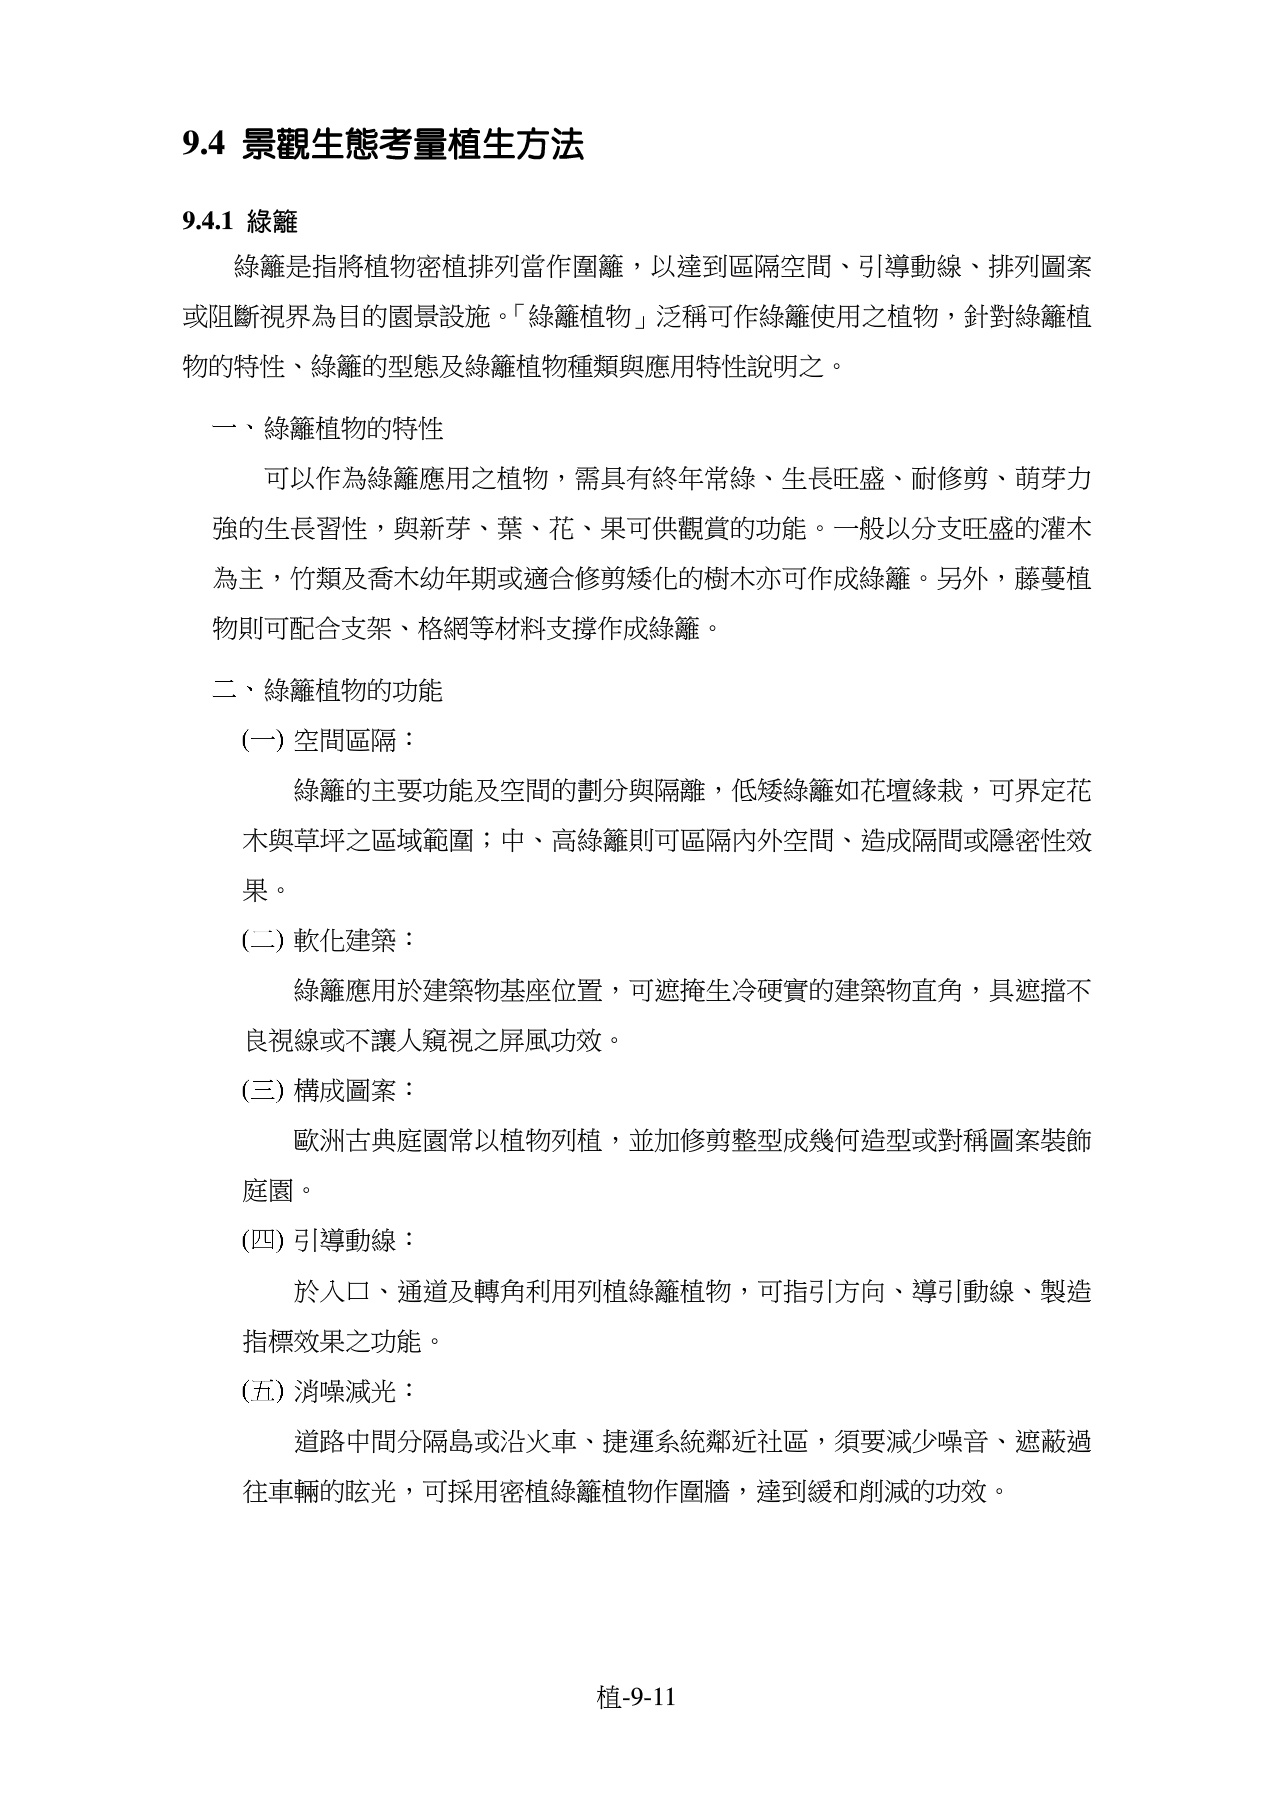 9.4 景觀生態考量植生方法
9.4.1 綠籬
綠籬是指將植物密植排列當作圍籬，以達到區隔空間、引導動線、排列圖案
或阻斷視界為目的園景設施。「綠籬植物」泛稱可作綠籬使用之植物，針對綠籬植
物的特性、綠籬的型態及綠籬植物種類與應用特性說明之。
一、綠籬植物的特性
可以作為綠籬應用之植物，需具有終年常綠、生長旺盛、耐修剪、萌芽力
強的生長習性，與新芽、葉、花、果可供觀賞的功能。一般以分支旺盛的灌木
為主，竹類及喬木幼年期或適合修剪矮化的樹木亦可作成綠籬。另外，藤蔓植
物則可配合支架、格網等材料支撐作成綠籬。
二、綠籬植物的功能
(一) 空間區隔：
綠籬的主要功能及空間的劃分與隔離，低矮綠籬如花壇緣栽，可界定花
木與草坪之區域範圍；中、高綠籬則可區隔內外空間、造成隔間或隱密性效
果。
(二) 軟化建築：
綠籬應用於建築物基座位置，可遮掩生冷硬實的建築物直角，具遮擋不
良視線或不讓人窺視之屏風功效。
(三) 構成圖案：
歐洲古典庭園常以植物列植，並加修剪整型成幾何造型或對稱圖案裝飾
庭園。
(四) 引導動線：
於入口、通道及轉角利用列植綠籬植物，可指引方向、導引動線、製造
指標效果之功能。
(五) 消噪減光：
道路中間分隔島或沿火車、捷運系統鄰近社區，須要減少噪音、遮蔽過
往車輛的眩光，可採用密植綠籬植物作圍牆，達到緩和削減的功效。
植-9-11